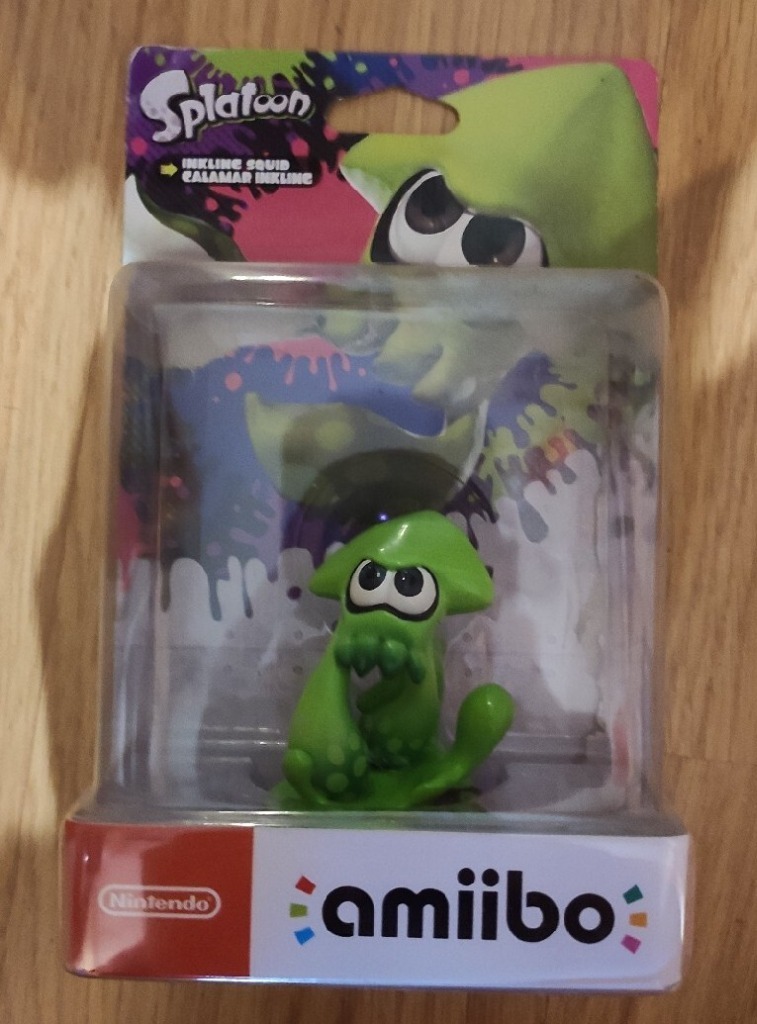 Splatoon
INKLING SQUID
CALAMAR INKLING
Nintendo
amiibo